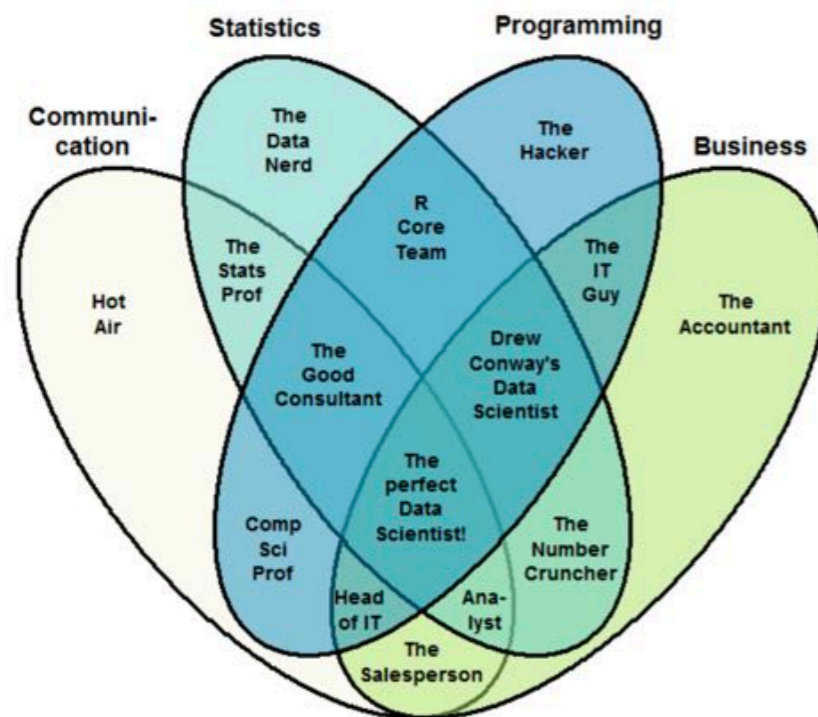 Statistics
Programming
Communi-
cation
Business
The
Data
Nerd
The
Hacker
R
Core
Team
The
Stats
Prof
The
IT
Guy
Hot
Air
The
Accountant
The
Good
Consultant
Drew
Conway's
Data
Scientist
The
perfect
Data
Scientist!
Comp
Sci
Prof
The
Number
Cruncher
Head
of IT
Ana-
lyst
The
Salesperson